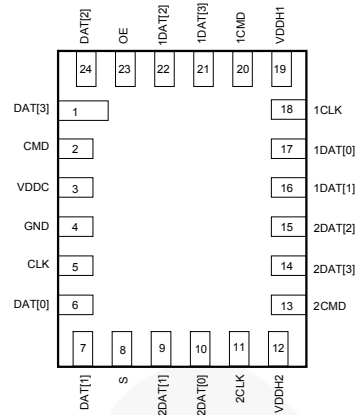 DAT[2]
OE
1DAT[2]
1DAT[3]
1CMD
VDDH1
24
23
22
21
20
19
DAT[3]
1
18
1CLK
CMD
2
17
1DAT[0]
VDDC
3
16
1DAT[1]
GND
4
15
2DAT[2]
CLK
5
14
2DAT[3]
DAT[0]
6
13
2CMD
7
8
9
10
11
12
DAT[1]
S
2DAT[1]
2DAT[0]
2CLK
VDDH2